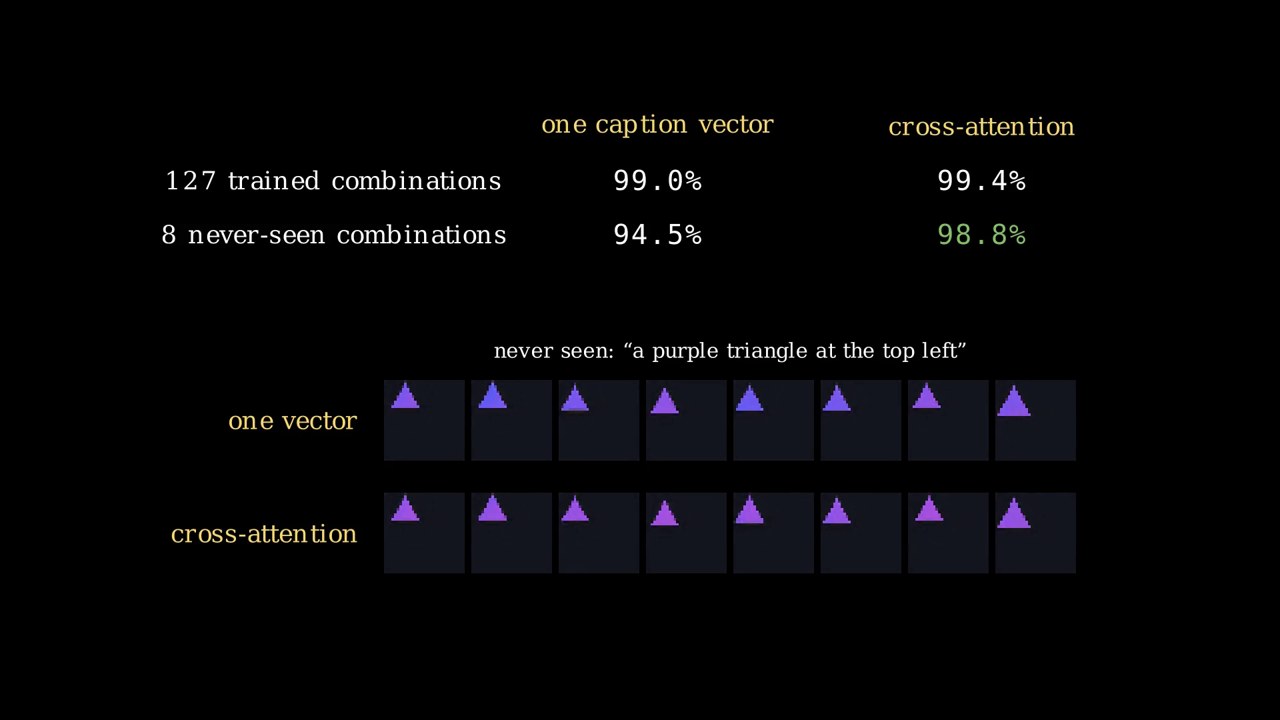 one caption vector cross-attention
127 trained combinations 99.0% 99.4%
8 never-seen combinations 94.5% 98.8%
never seen: “a purple triangle at the top left”
one vector
cross-attention